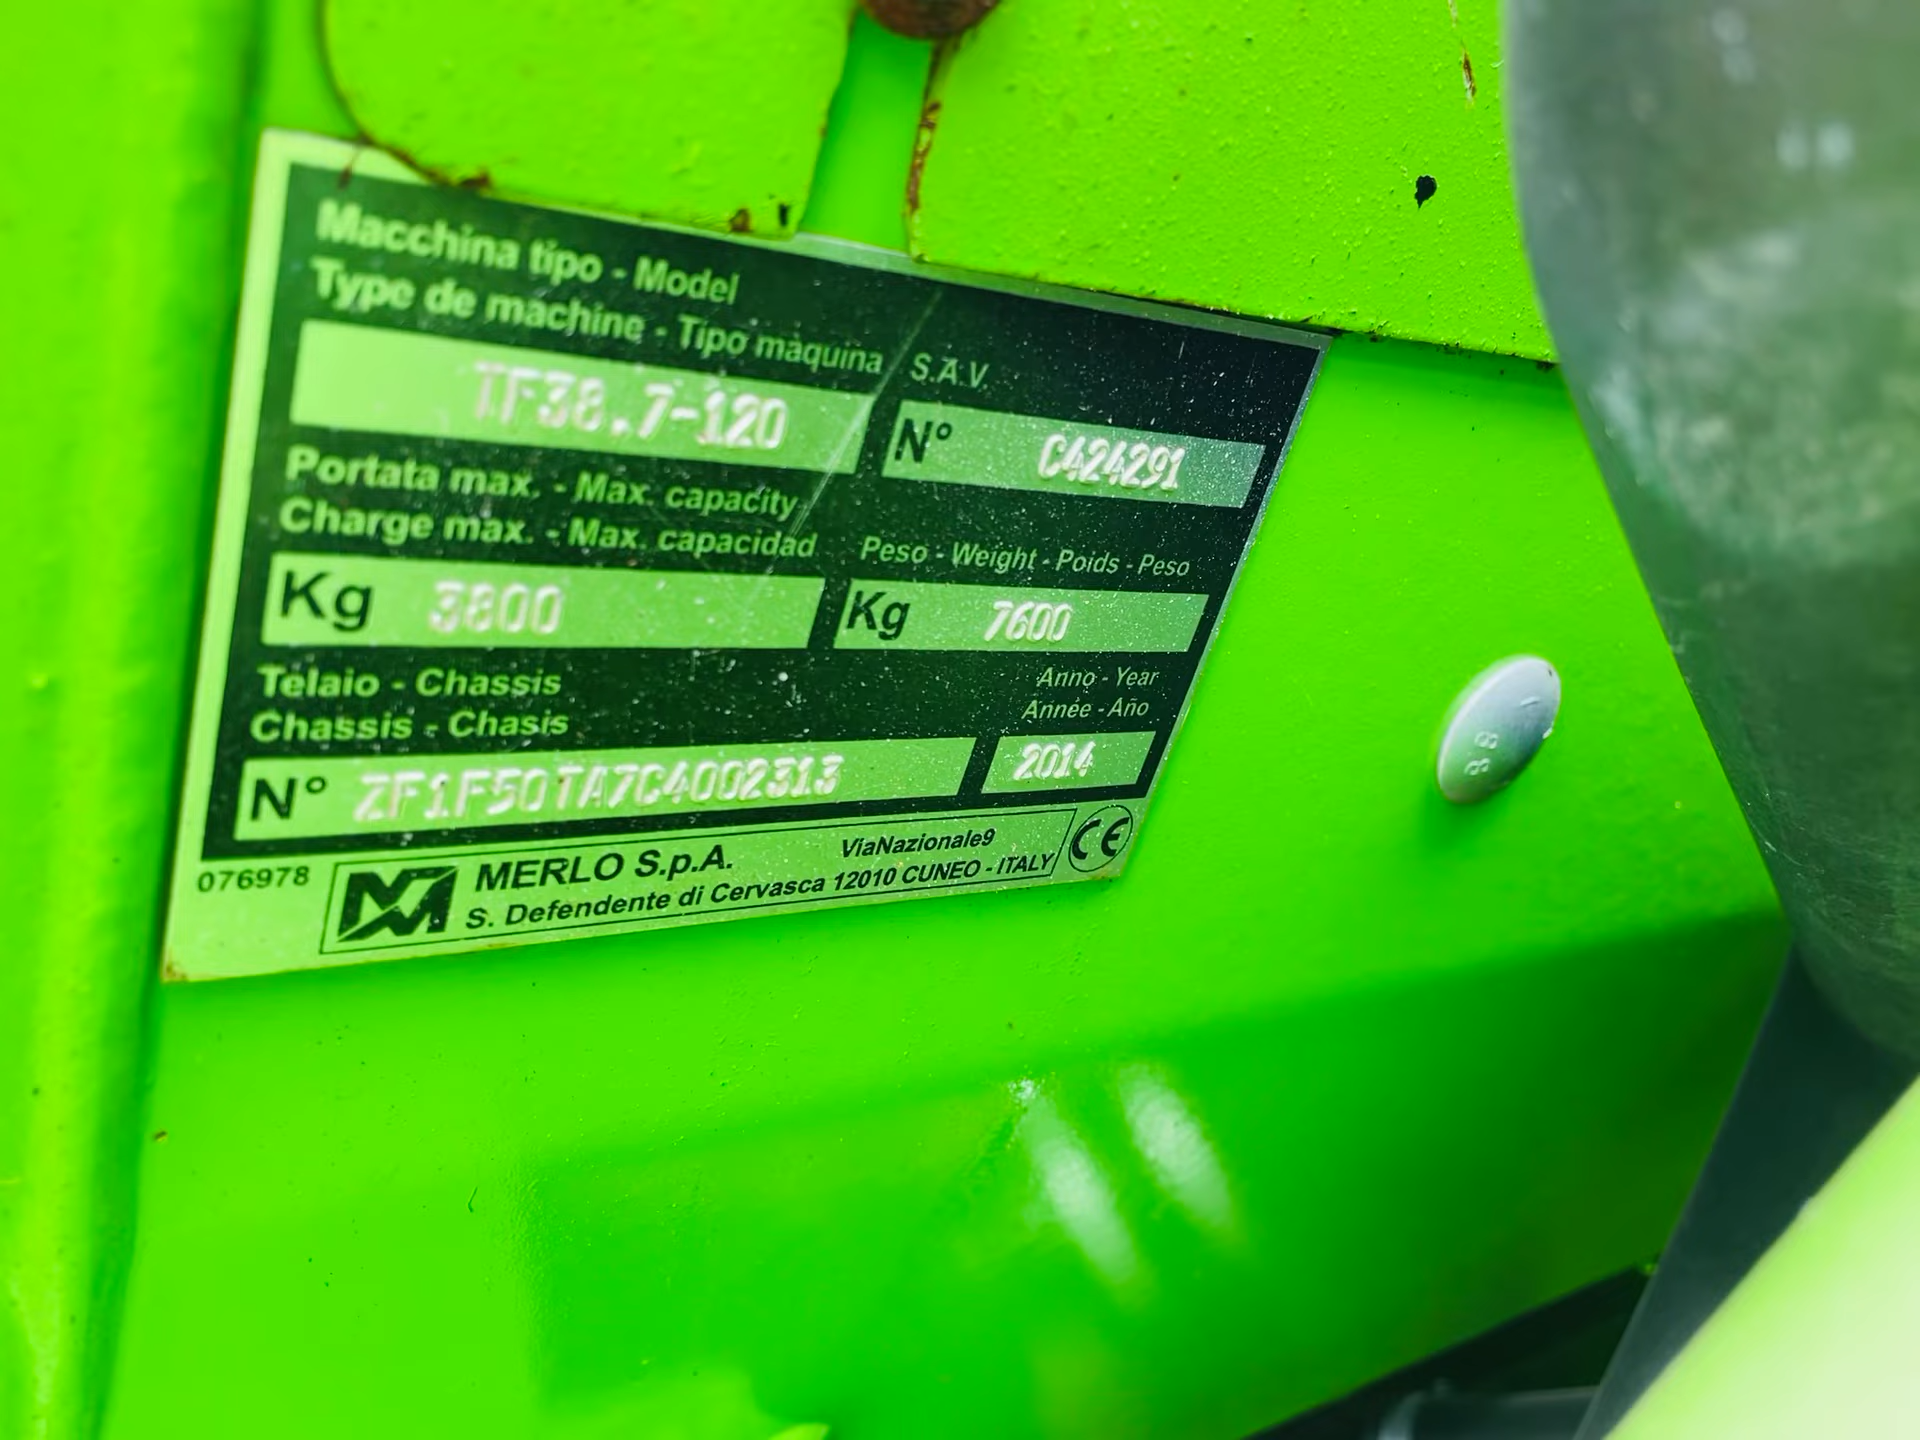 Macchina tipo - Model
Type de machine - Tipo màquina
S.A.V.
TF38.7-120
N° C424291
Portata max. - Max. capacity
Charge max. - Max. capacidad
Peso - Weight - Poids - Peso
Kg 3800
Kg 7600
Telaio - Chassis
Chassis - Chasis
Anno - Year
Année - Año
N° ZF1F50TA7C4002313
2014
076978
MERLO S.p.A.
ViaNazionale9
S. Defendente di Cervasca 12010 CUNEO - ITALY
CE